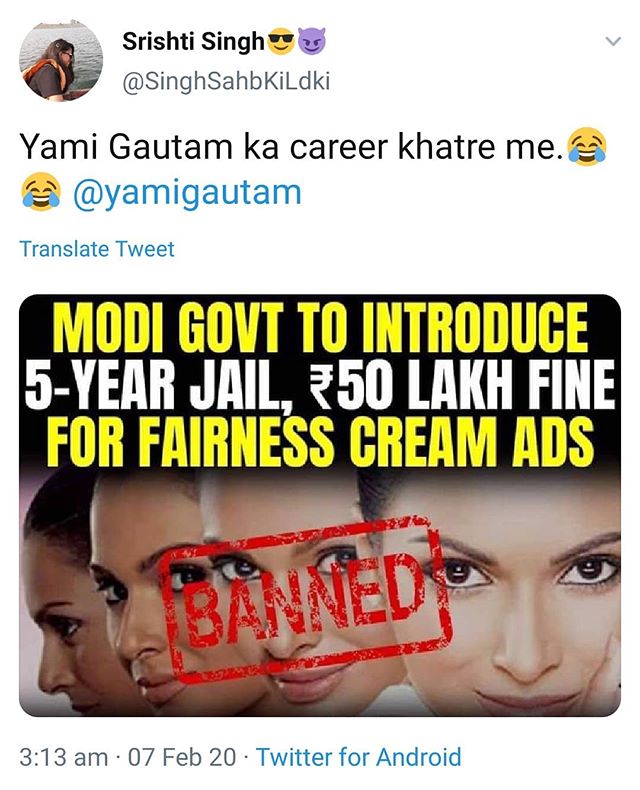 Srishti Singh😎😈
@SinghSahbKiLdki
Yami Gautam ka career khatre me.😂
😂 @yamigautam
Translate Tweet
MODI GOVT TO INTRODUCE
5-YEAR JAIL, ₹50 LAKH FINE
FOR FAIRNESS CREAM ADS
BANNED
3:13 am · 07 Feb 20 · Twitter for Android